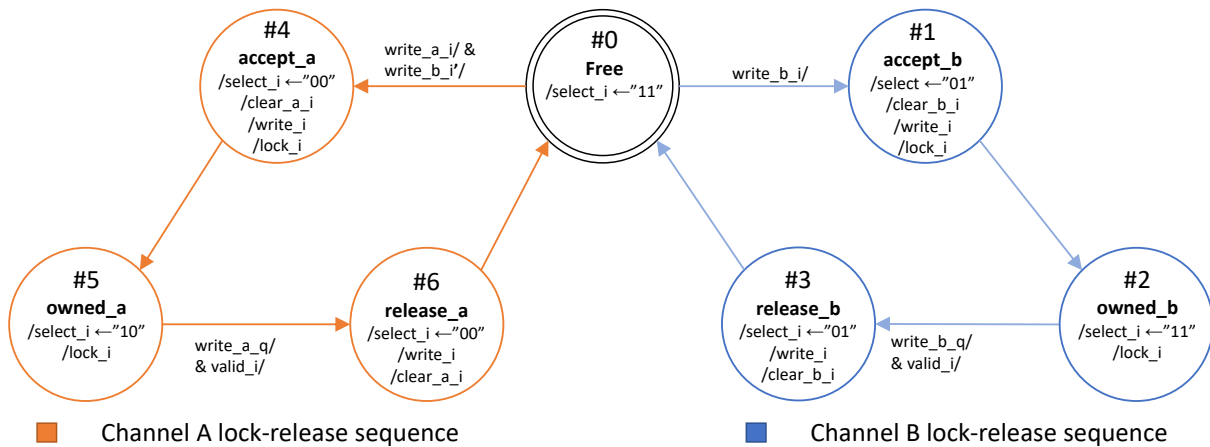 #4
accept_a
/select_i ←"00"
/clear_a_i
/write_i
/lock_i
write_a_i/ &
write_b_i'/
#0
Free
/select_i ←"11"
write_b_i/
#1
accept_b
/select ←"01"
/clear_b_i
/write_i
/lock_i
#5
owned_a
/select_i ←"10"
/lock_i
write_a_q/
& valid_i/
#6
release_a
/select_i ←"00"
/write_i
/clear_a_i
#3
release_b
/select_i ←"01"
/write_i
/clear_b_i
write_b_q/
& valid_i/
#2
owned_b
/select_i ←"11"
/lock_i
Channel A lock-release sequence
Channel B lock-release sequence